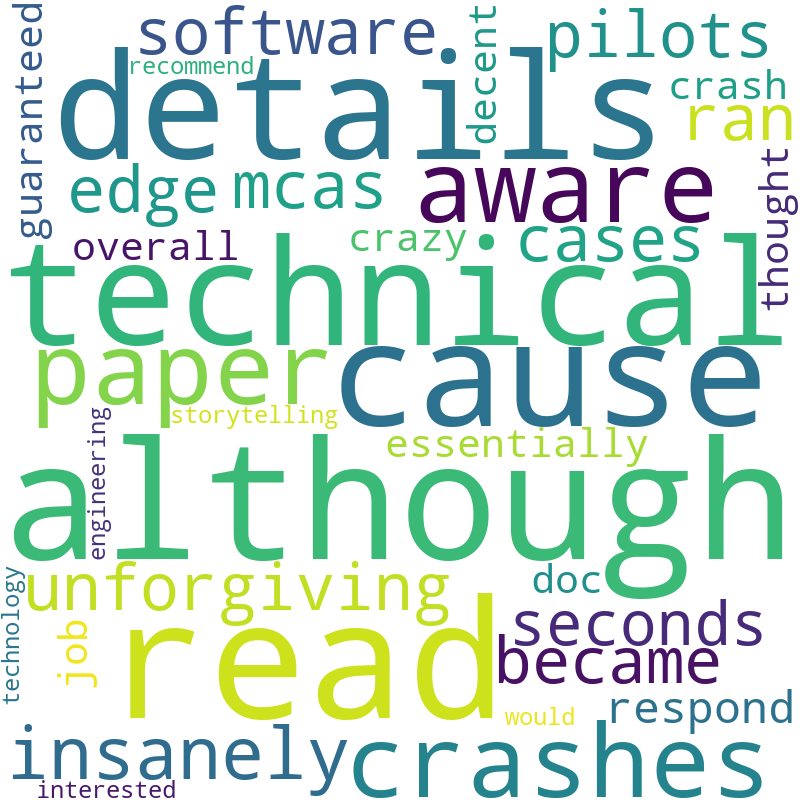 guaranteed
software
decent
pilots
recommend
details
crash
ran
edge
mcas
aware
thought
overall
crazy
cases
technical
paper
cause
storytelling
essentially
engineering
although
technology
unforgiving
doc
read
seconds
job
became
respond
would
insanely
crashes
interested